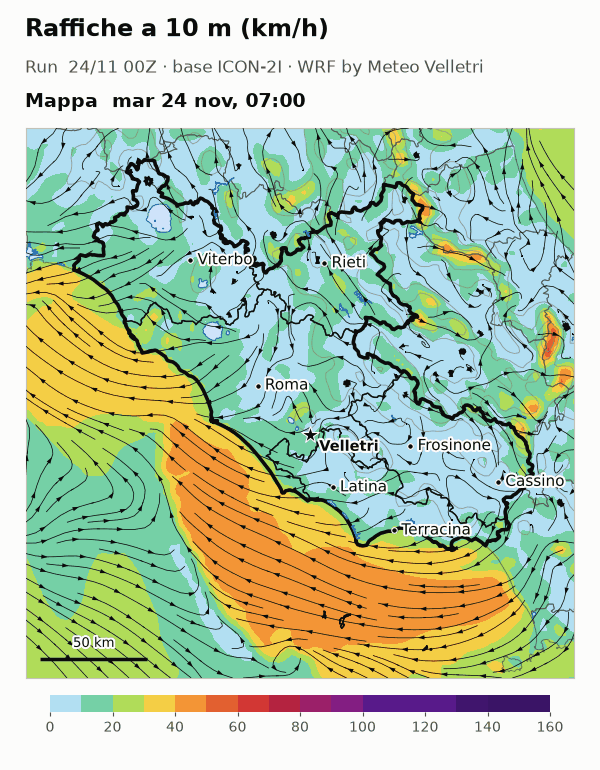 Raffiche a 10 m (km/h)
Run 24/11 00Z · base ICON-2I · WRF by Meteo Velletri
Mappa mar 24 nov, 07:00
Viterbo
Rieti
Roma
Velletri
Frosinone
Latina
Cassino
Terracina
50 km
0 20 40 60 80 100 120 140 160